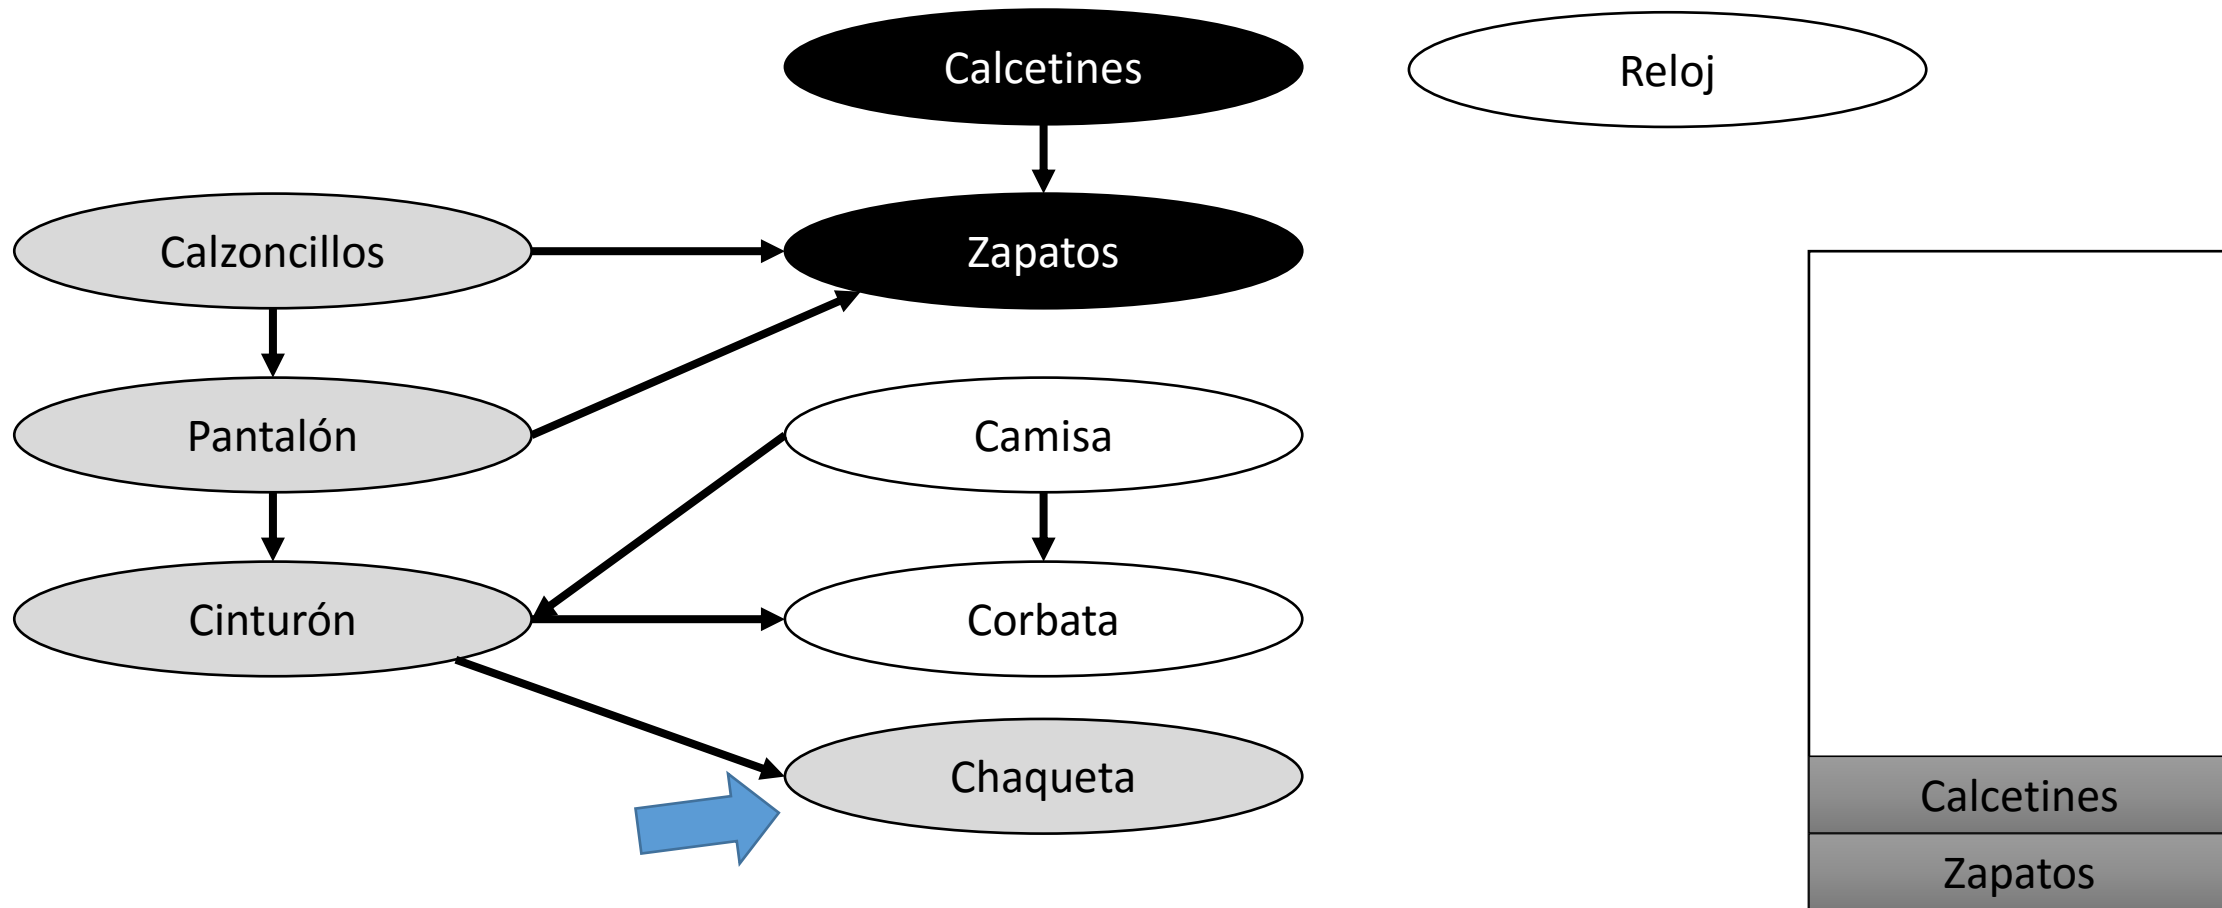 Calcetines
Reloj
Calzoncillos
Zapatos
Pantalón
Camisa
Cinturón
Corbata
Chaqueta
Calcetines
Zapatos